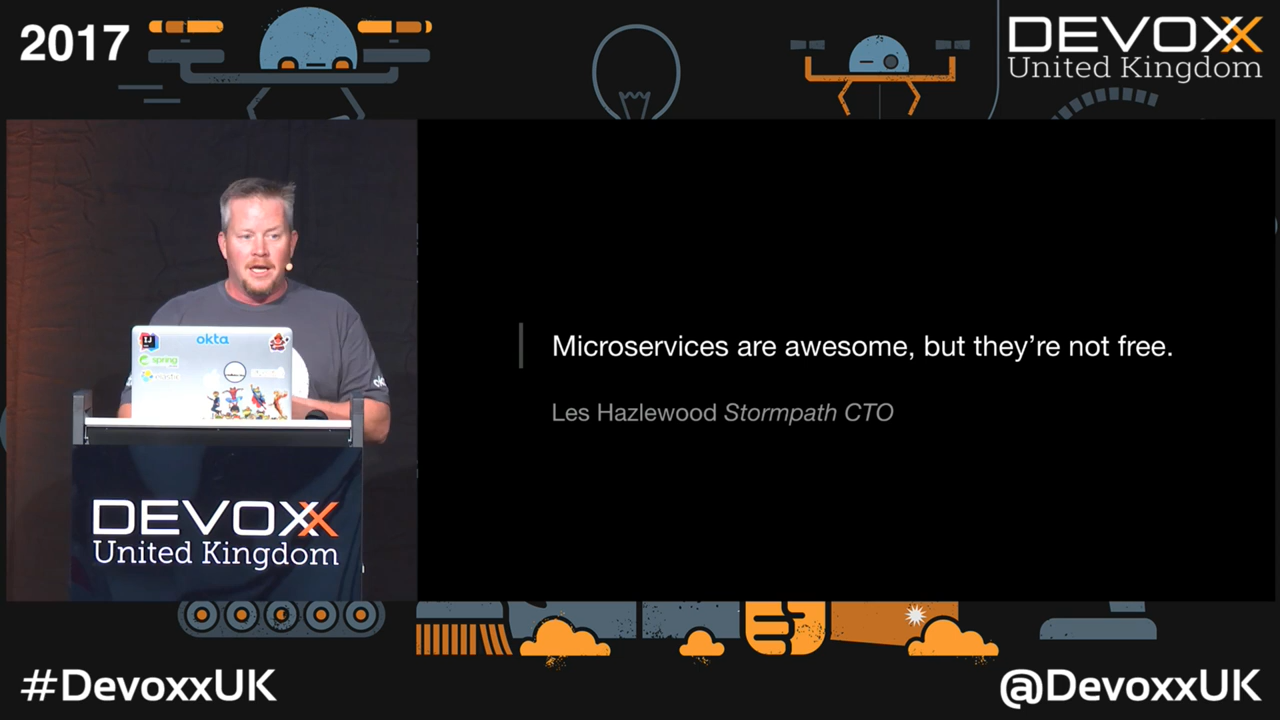 2017
DEVOXX
United Kingdom
Microservices are awesome, but they're not free.
Les Hazlewood Stormpath CTO
okta
spring
DEVOXX
United Kingdom
#DevoxxUK
@DevoxxUK